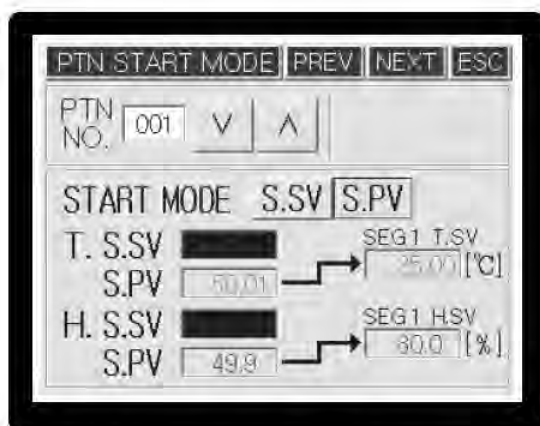 PTN START MODE PREV NEXT ESC
PTN NO. 001 V Λ
START MODE S.SV S.PV
T. S.SV
SEG1 T.SV
S.PV 50.01 25.00 [℃]
H. S.SV
SEG1 H.SV
S.PV 49.9 60.0 [%]